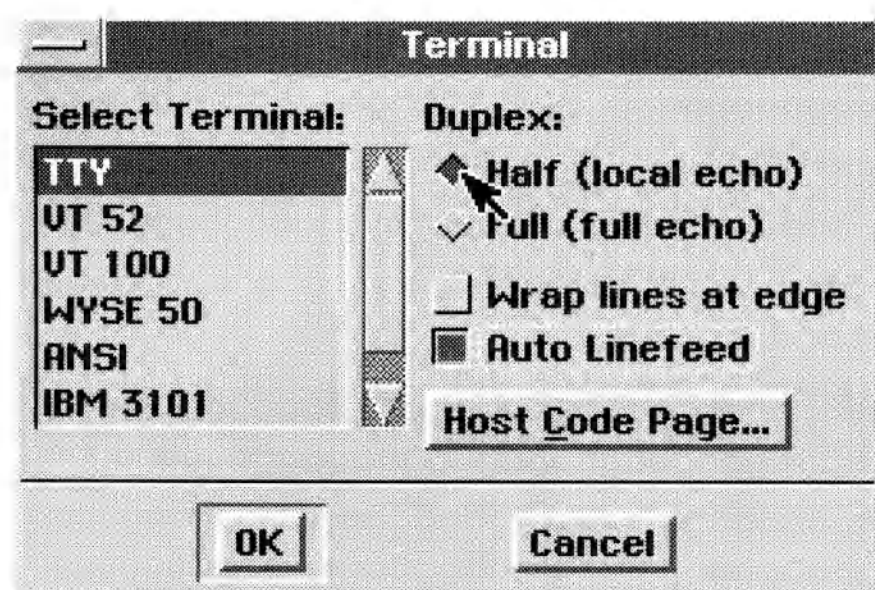 Terminal
Select Terminal:
TTY
VT 52
VT 100
WYSE 50
ANSI
IBM 3101
Duplex:
Half (local echo)
Full (full echo)
Wrap lines at edge
Auto Linefeed
Host Code Page...
OK
Cancel